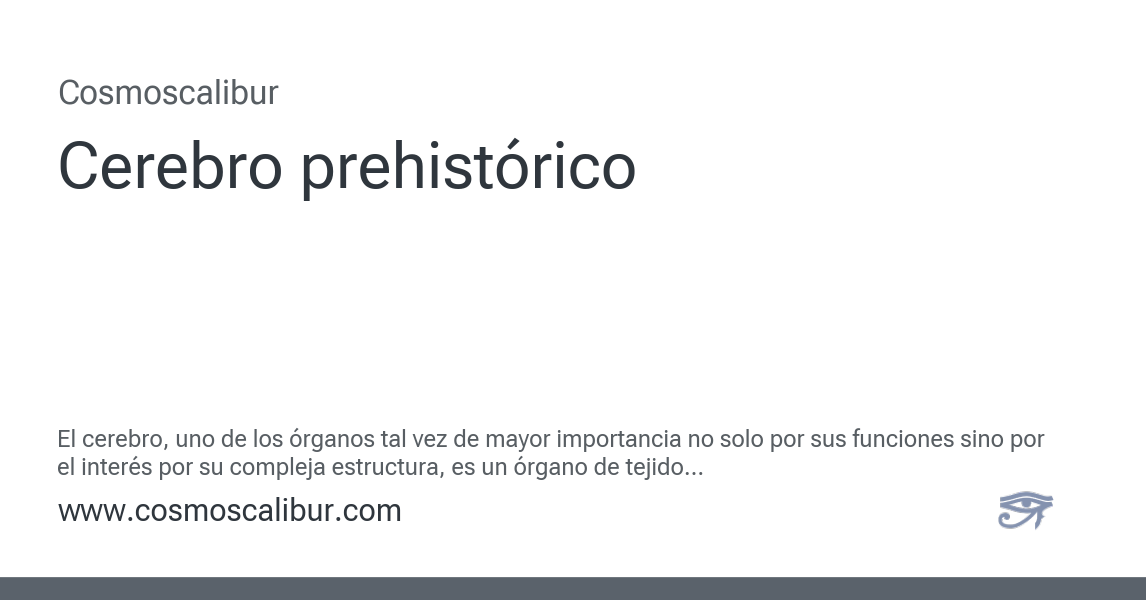 Cosmoscalibur
Cerebro prehistórico
El cerebro, uno de los órganos tal vez de mayor importancia no solo por sus funciones sino por
el interés por su compleja estructura, es un órgano de tejido...
www.cosmoscalibur.com